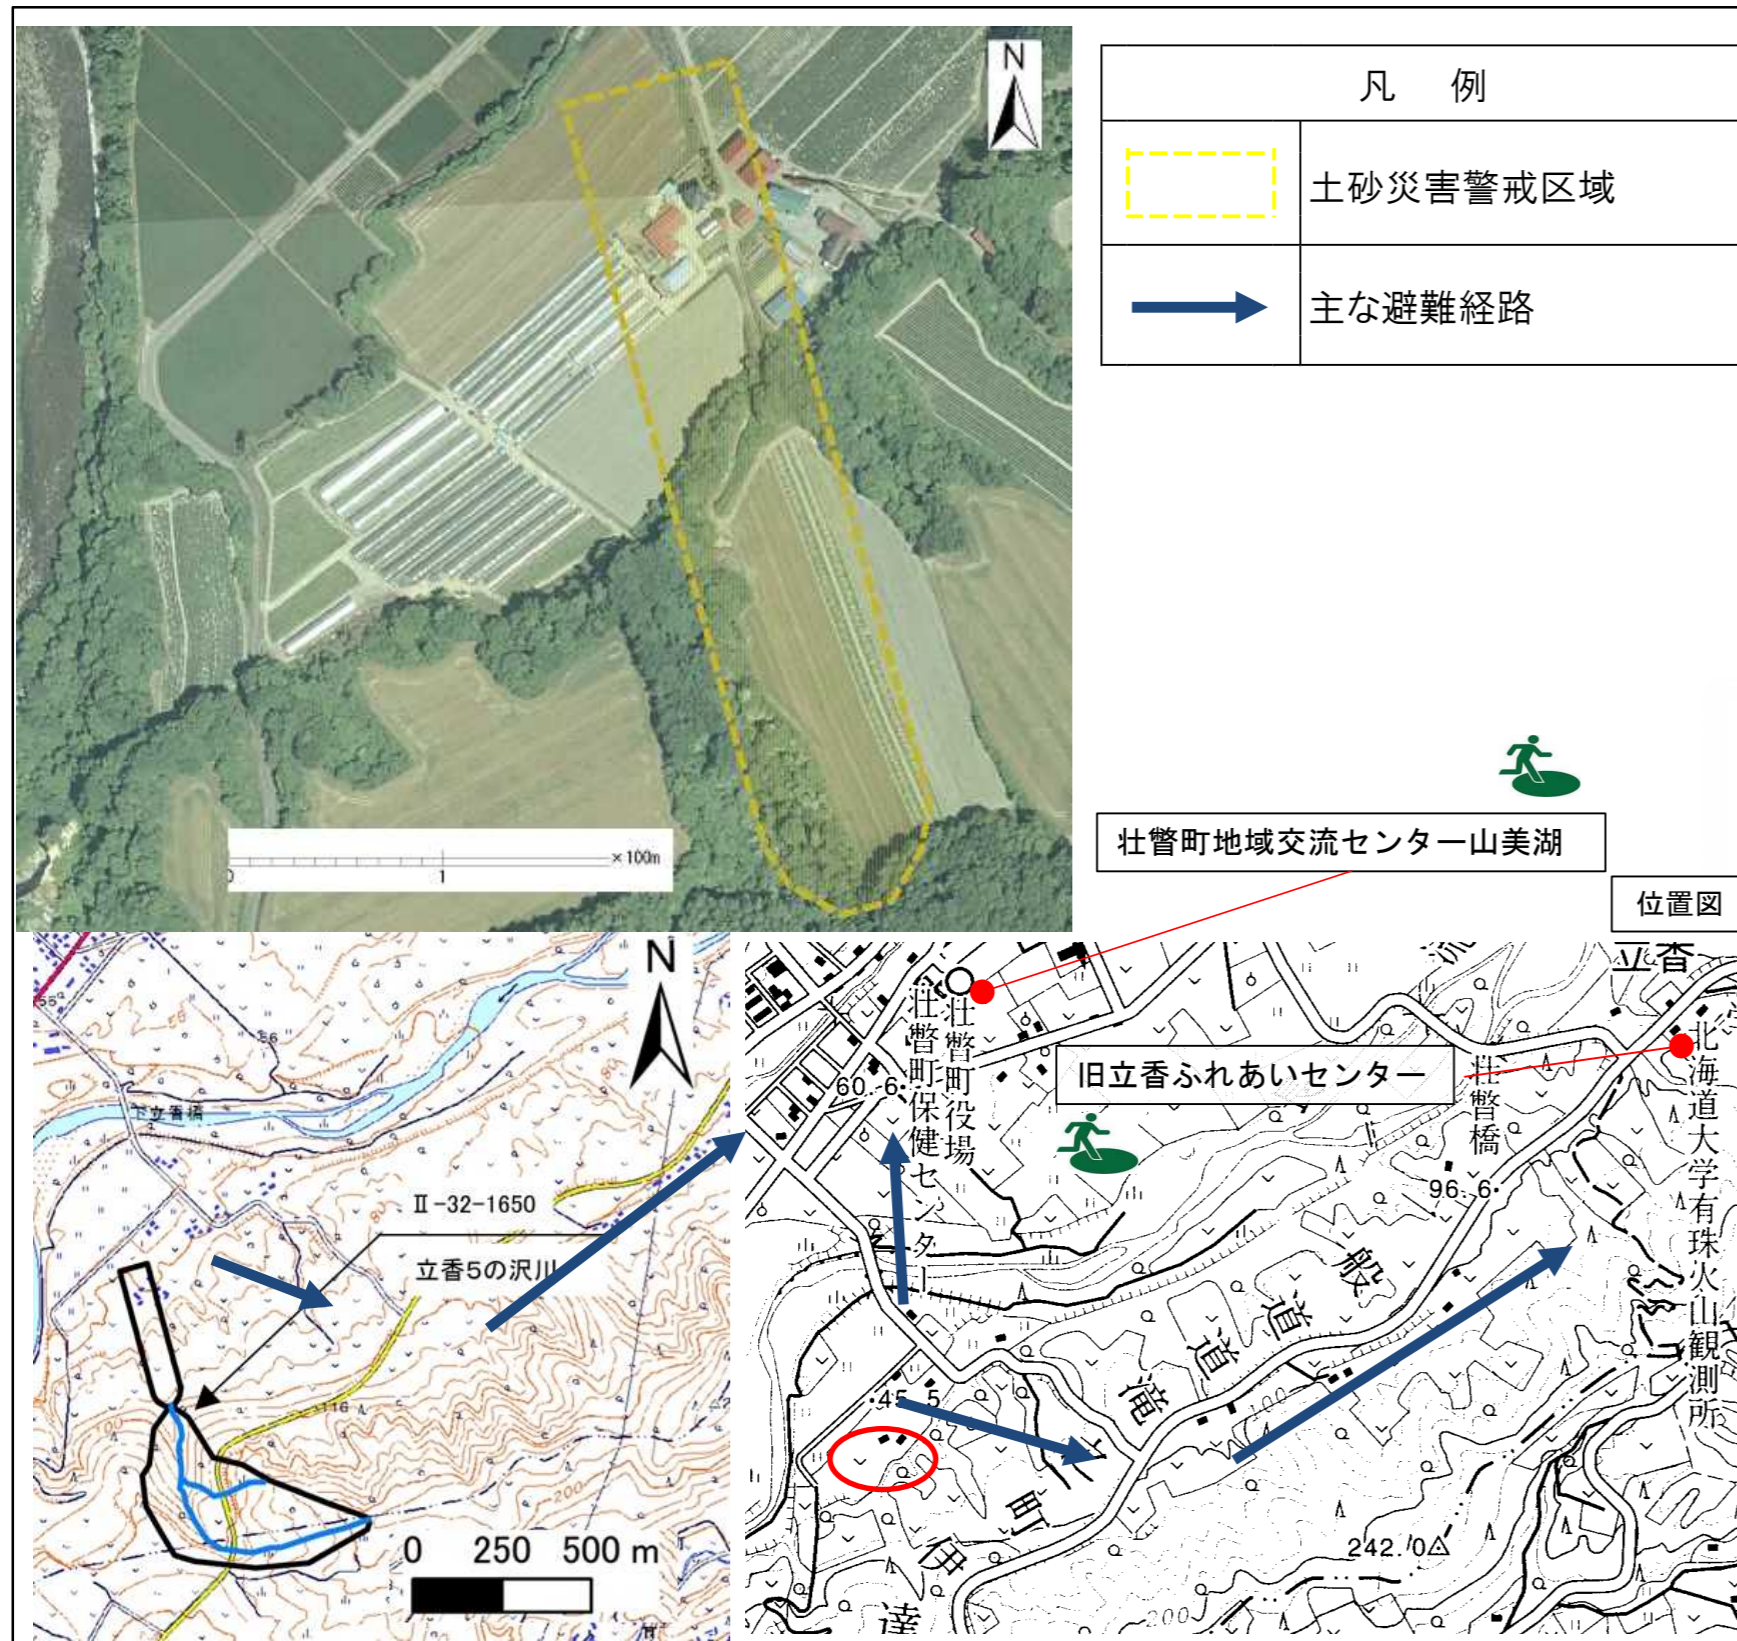 N
凡 例
土砂災害警戒区域
主な避難経路
×100m
0
1
壮瞥町地域交流センター山美湖
位置図
N
下立香橋
Ⅱ-32-1650
立香5の沢川
116
200
0 250 500 m
立香
壮瞥町役場
壮瞥町保健センター
60.6
旧立香ふれあいセンター
壮瞥橋
北海道大学有珠火山観測所
96.6
般道道滝
町
伊達
45.5
100
242.0
200